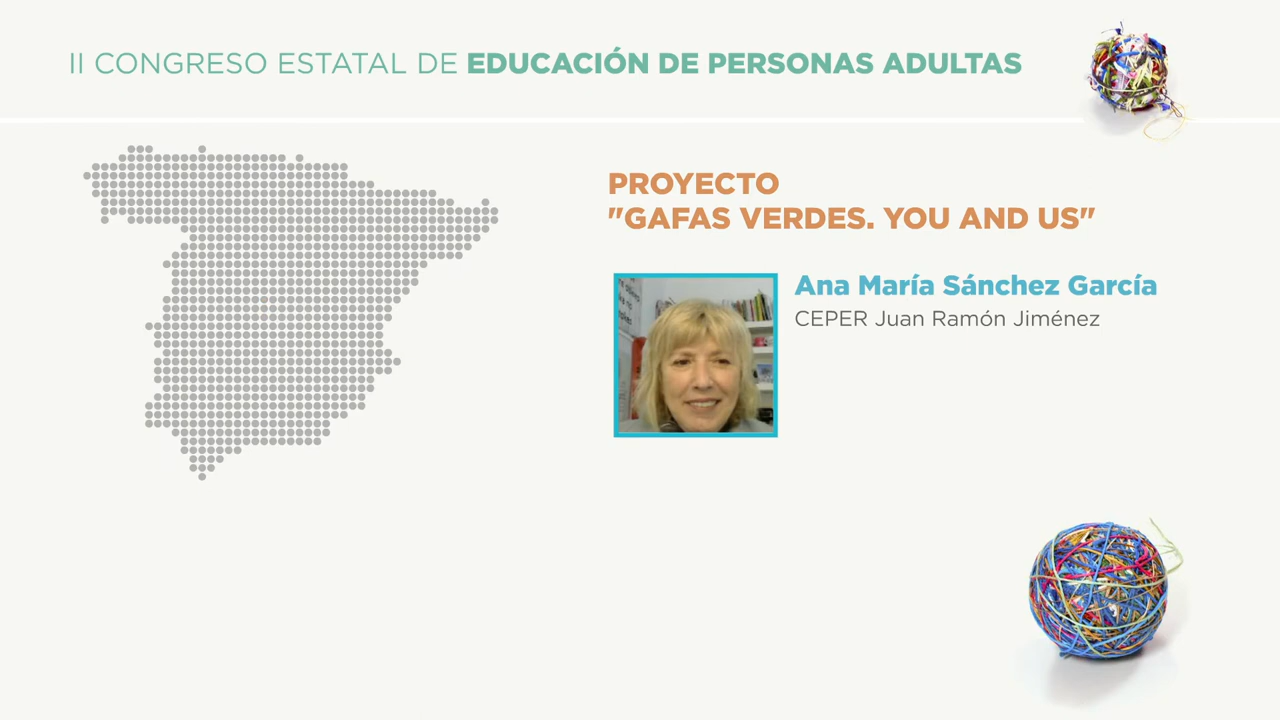 II CONGRESO ESTATAL DE EDUCACIÓN DE PERSONAS ADULTAS
PROYECTO
"GAFAS VERDES. YOU AND US"
Ana María Sánchez García
CEPER Juan Ramón Jiménez